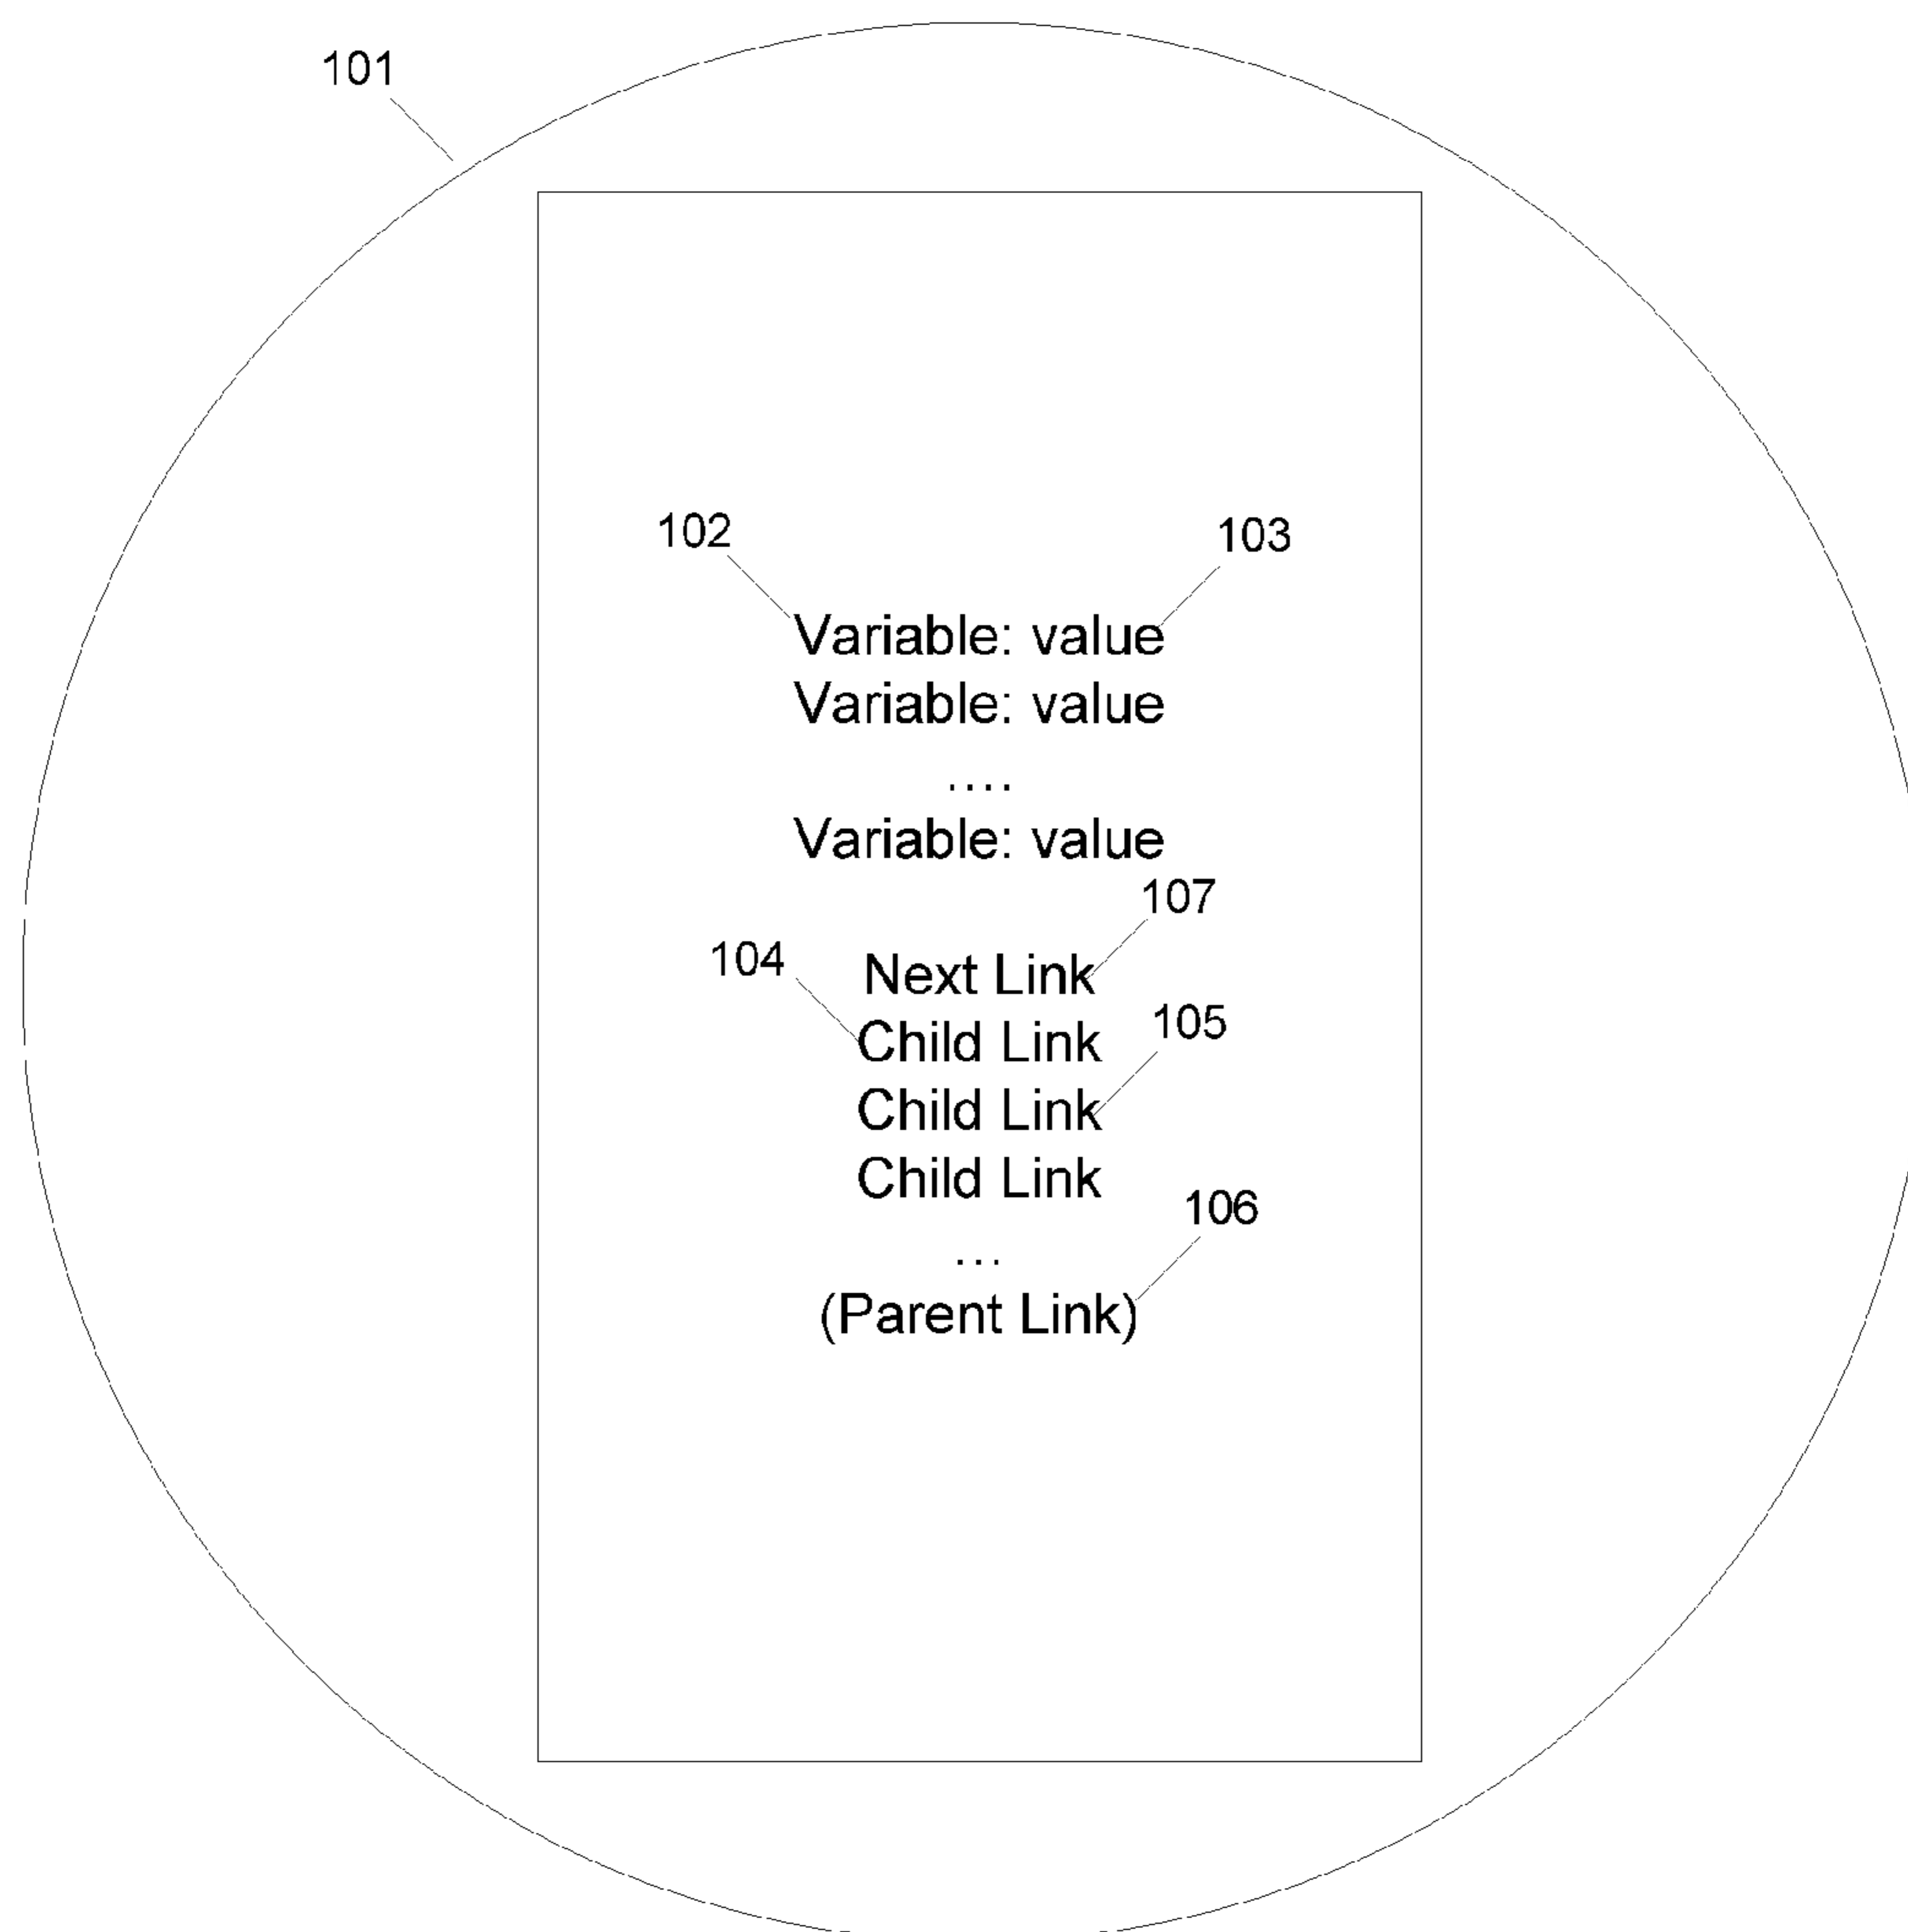 101
102
103
Variable: value
Variable: value
....
Variable: value
107
104
Next Link
105
Child Link
Child Link
Child Link
106
...
(Parent Link)